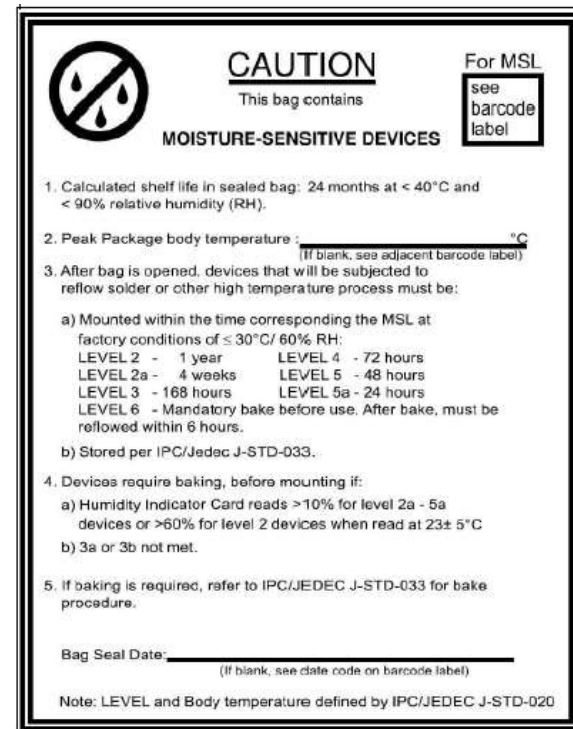 CAUTION
This bag contains
MOISTURE-SENSITIVE DEVICES
For MSL
see
barcode
label
1. Calculated shelf life in sealed bag: 24 months at < 40°C and
< 90% relative humidity (RH).
2. Peak Package body temperature : °C
(If blank, see adjacent barcode label)
3. After bag is opened, devices that will be subjected to
reflow solder or other high temperature process must be:
a) Mounted within the time corresponding the MSL at
factory conditions of ≤ 30°C/ 60% RH:
LEVEL 2 - 1 year LEVEL 4 - 72 hours
LEVEL 2a - 4 weeks LEVEL 5 - 48 hours
LEVEL 3 - 168 hours LEVEL 5a - 24 hours
LEVEL 6 - Mandatory bake before use. After bake, must be
reflowed within 6 hours.
b) Stored per IPC/Jedec J-STD-033.
4. Devices require baking, before mounting if:
a) Humidity Indicator Card reads >10% for level 2a - 5a
devices or >60% for level 2 devices when read at 23± 5°C
b) 3a or 3b not met.
5. If baking is required, refer to IPC/JEDEC J-STD-033 for bake
procedure.
Bag Seal Date:
(If blank, see date code on barcode label)
Note: LEVEL and Body temperature defined by IPC/JEDEC J-STD-020